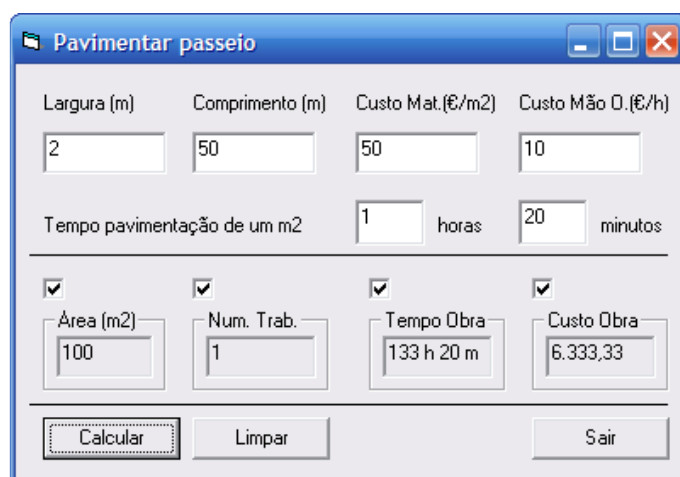 Pavimentar passeio
Largura (m) Comprimento (m) Custo Mat.(€/m2) Custo Mão O.(€/h)
2 50 50 10
Tempo pavimentação de um m2 1 horas 20 minutos
Área (m2) Num. Trab. Tempo Obra Custo Obra
100 1 133 h 20 m 6.333,33
Calcular Limpar Sair